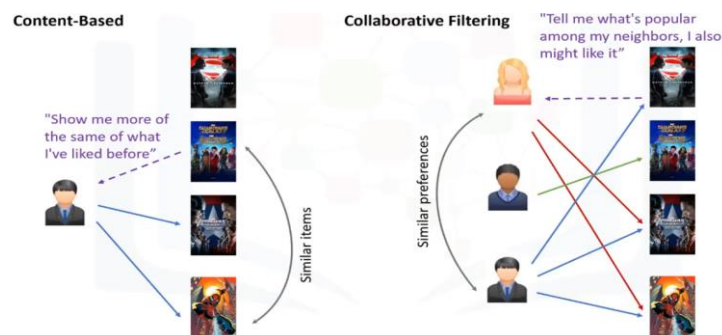 Content-Based
"Show me more
of the same of what
I've liked before”
Similar items
Collaborative Filtering
"Tell me what's popular
among my neighbors, I also
might like it”
Similar preferences